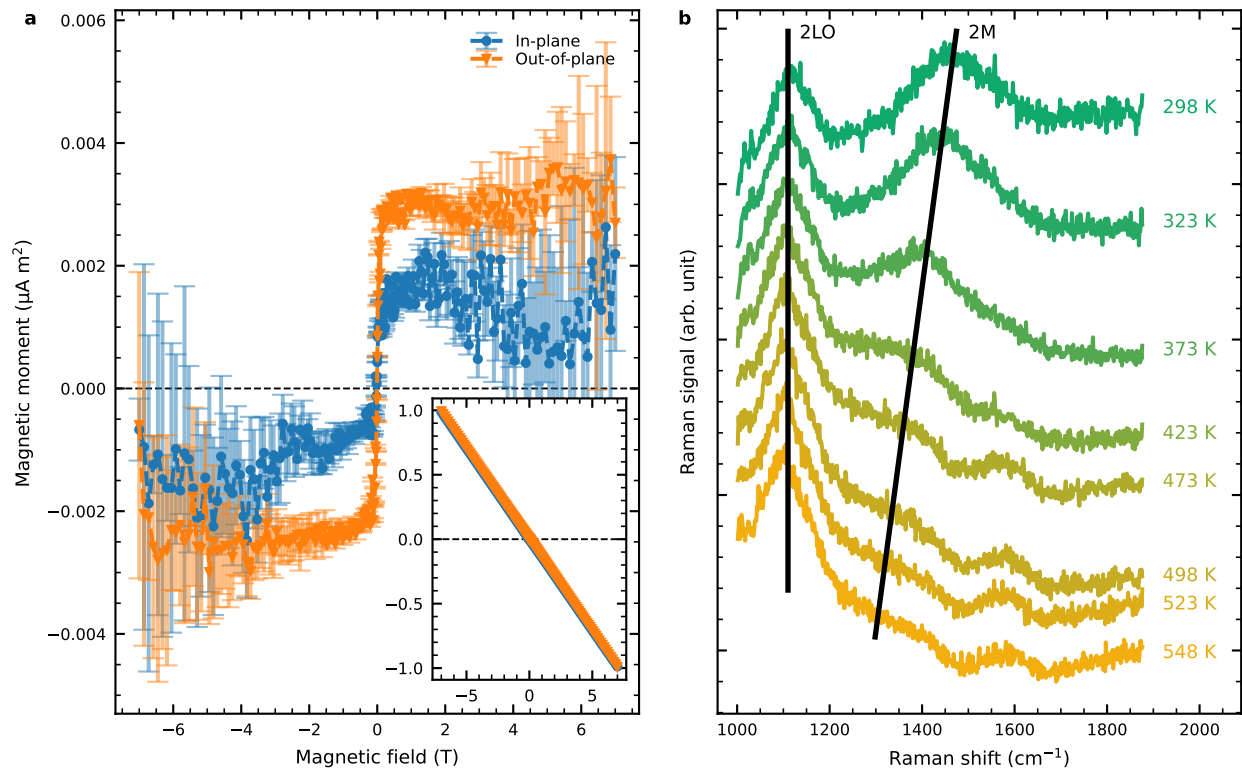 a
0.006
0.004
0.002
0.000
−0.002
−0.004
Magnetic moment (μA m²)
In-plane
Out-of-plane
1.0
0.5
0.0
−0.5
−1.0
−5
0
5
−6
−4
−2
0
2
4
6
Magnetic field (T)
b
2LO
2M
298 K
323 K
373 K
423 K
473 K
498 K
523 K
548 K
Raman signal (arb. unit)
1000
1200
1400
1600
1800
2000
Raman shift (cm⁻¹)